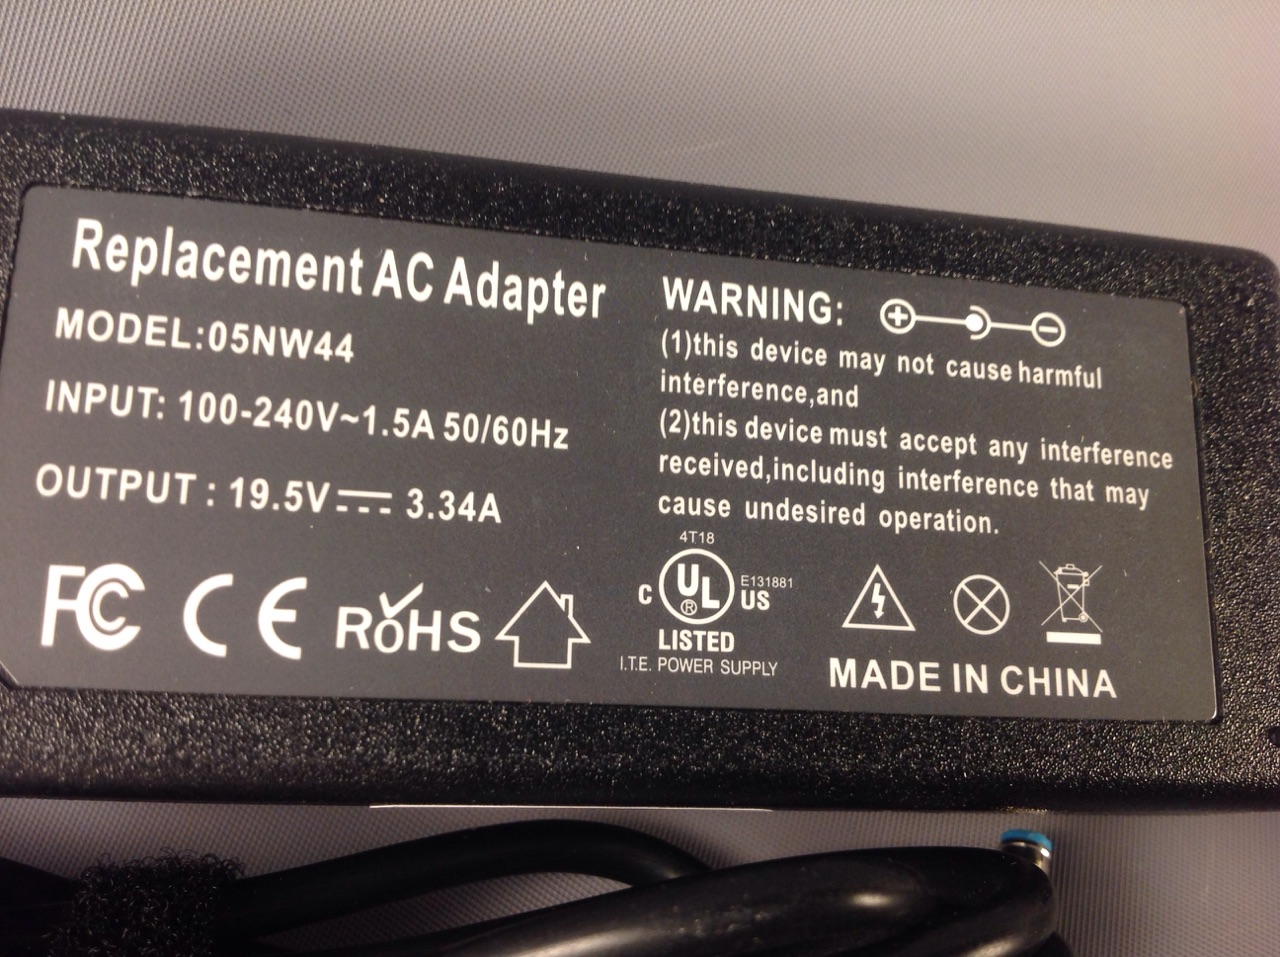 Replacement AC Adapter
MODEL:05NW44
INPUT: 100-240V~1.5A 50/60Hz
OUTPUT : 19.5V⎓ 3.34A
WARNING:
(1)this device may not cause harmful
interference,and
(2)this device must accept any interference
received,including interference that may
cause undesired operation.
FC CE RoHS
4T18
C UL ® US E131881
LISTED
I.T.E. POWER SUPPLY
MADE IN CHINA